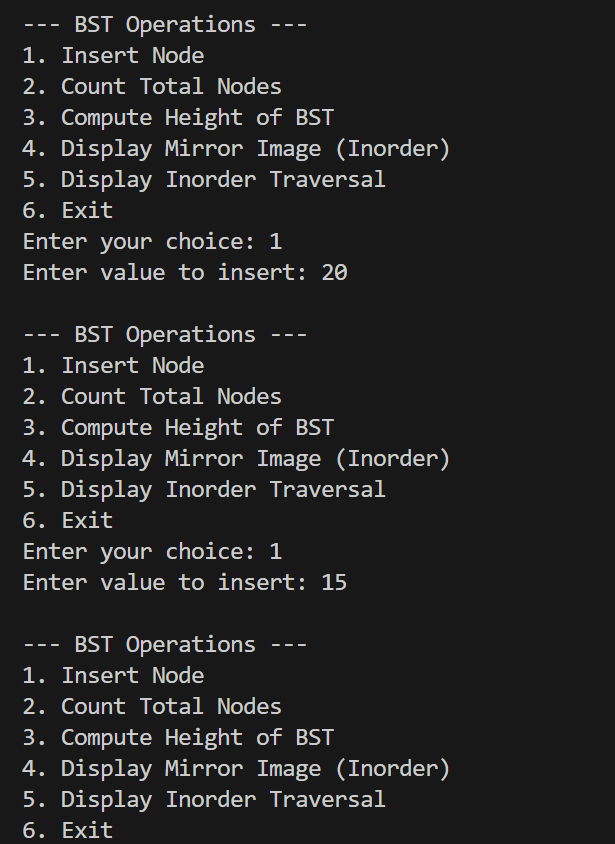 --- BST Operations ---
1. Insert Node
2. Count Total Nodes
3. Compute Height of BST
4. Display Mirror Image (Inorder)
5. Display Inorder Traversal
6. Exit
Enter your choice: 1
Enter value to insert: 20
--- BST Operations ---
1. Insert Node
2. Count Total Nodes
3. Compute Height of BST
4. Display Mirror Image (Inorder)
5. Display Inorder Traversal
6. Exit
Enter your choice: 1
Enter value to insert: 15
--- BST Operations ---
1. Insert Node
2. Count Total Nodes
3. Compute Height of BST
4. Display Mirror Image (Inorder)
5. Display Inorder Traversal
6. Exit